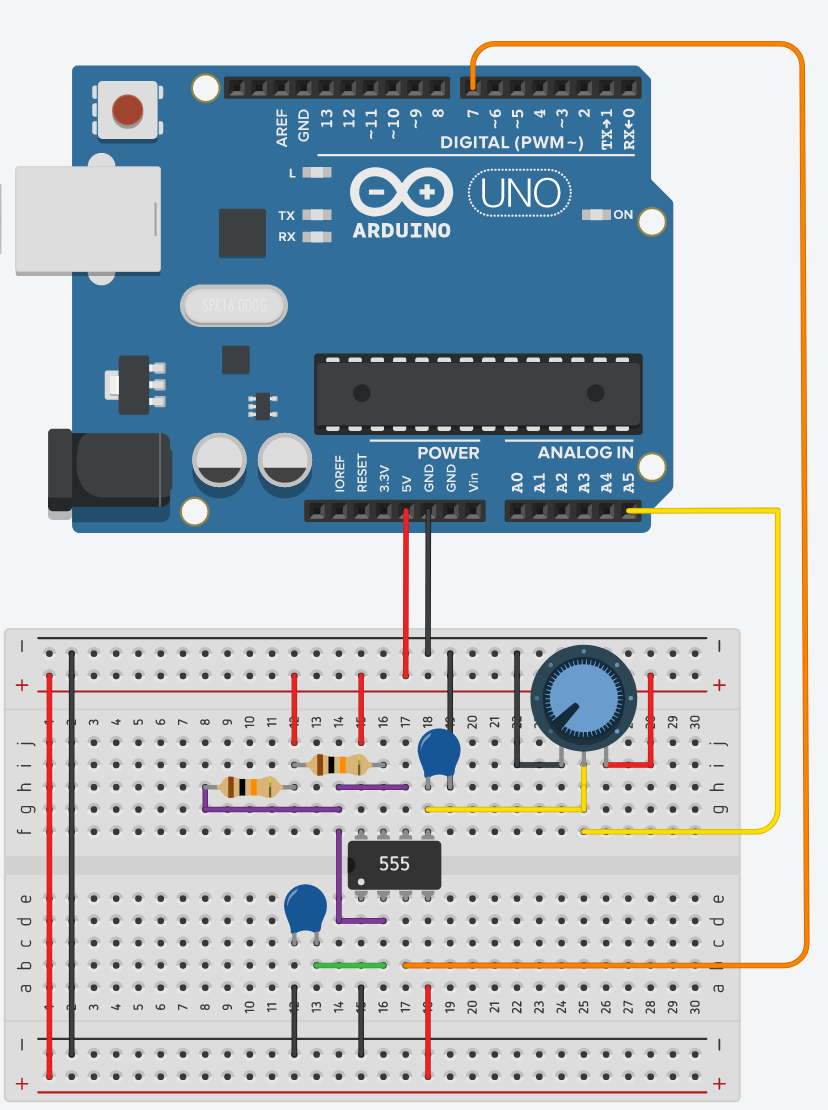 AREF
GND
13
12
~11
~10
~9
8
7
~6
~5
4
~3
2
TX→1
RX←0
DIGITAL (PWM~)
L
TX
RX
ARDUINO
UNO
ON
SPK16.000G
POWER
ANALOG IN
IOREF
RESET
3.3V
5V
GND
GND
Vin
A0
A1
A2
A3
A4
A5
− −
+ +
1 2 3 4 5 6 7 8 9 10 11 12 13 14 15 16 17 18 19 20 21 22 27 28 29 30
j j
i i
h h
g g
f f
555
e e
d d
c c
b b
a a
1 2 3 4 5 6 7 8 9 10 11 12 13 14 15 16 17 18 19 20 21 22 23 24 25 26 27 28 29 30
− −
+ +